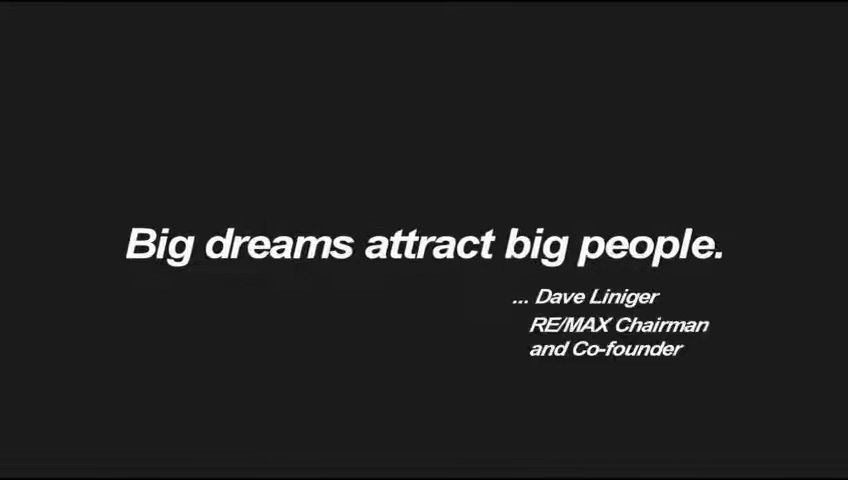 Big dreams attract big people.
... Dave Liniger
RE/MAX Chairman
and Co-founder